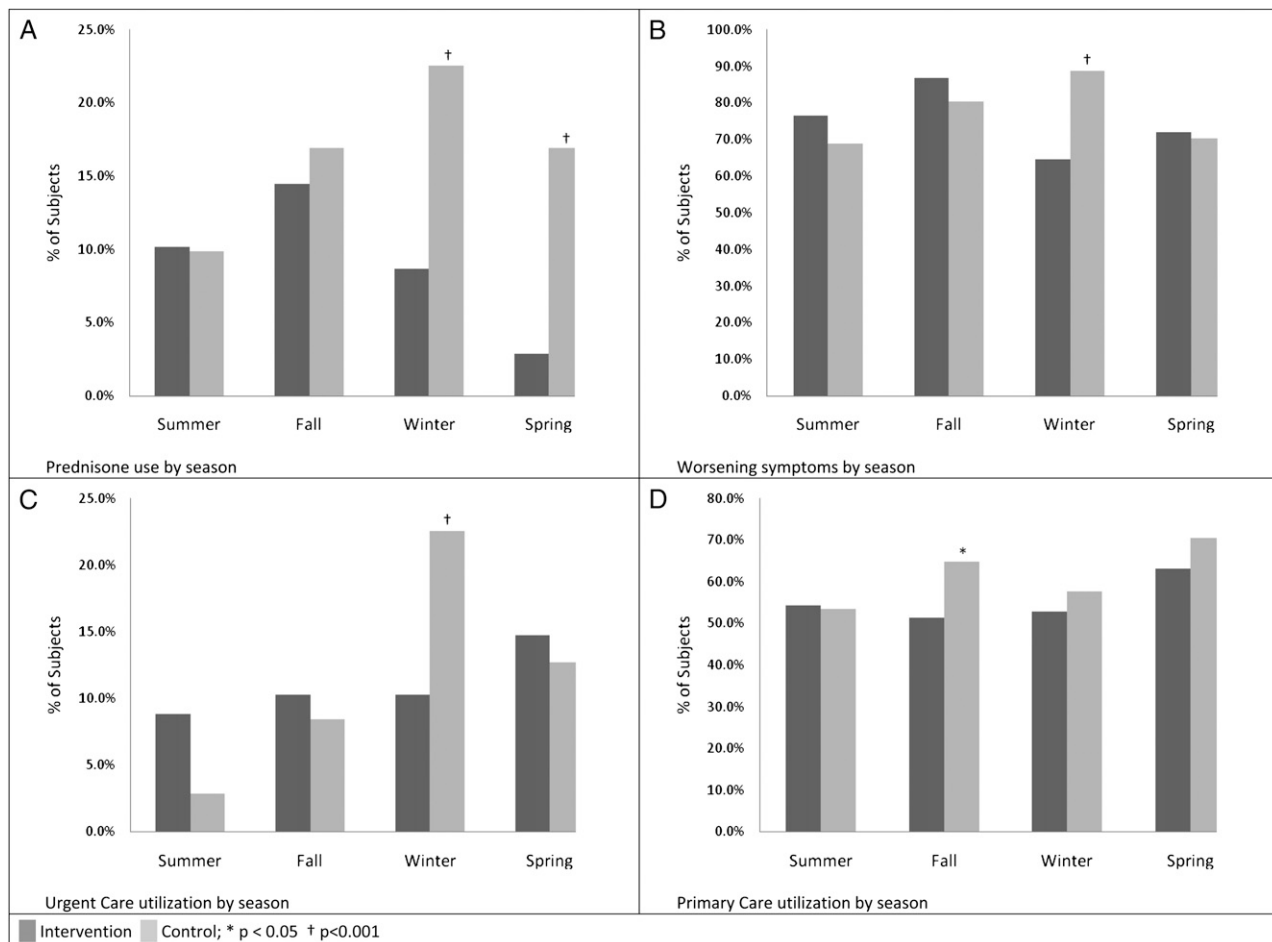 A
25.0%
20.0%
15.0%
10.0%
5.0%
0.0%
% of Subjects
†
†
Summer Fall Winter Spring
Prednisone use by season
B
100.0%
90.0%
80.0%
70.0%
60.0%
50.0%
40.0%
30.0%
20.0%
10.0%
0.0%
% of Subjects
†
Summer Fall Winter Spring
Worsening symptoms by season
C
25.0%
20.0%
15.0%
10.0%
5.0%
0.0%
% of Subjects
†
Summer Fall Winter Spring
Urgent Care utilization by season
D
80.0%
70.0%
60.0%
50.0%
40.0%
30.0%
20.0%
10.0%
0.0%
% of Subjects
*
Summer Fall Winter Spring
Primary Care utilization by season
Intervention Control; * p < 0.05 † p<0.001